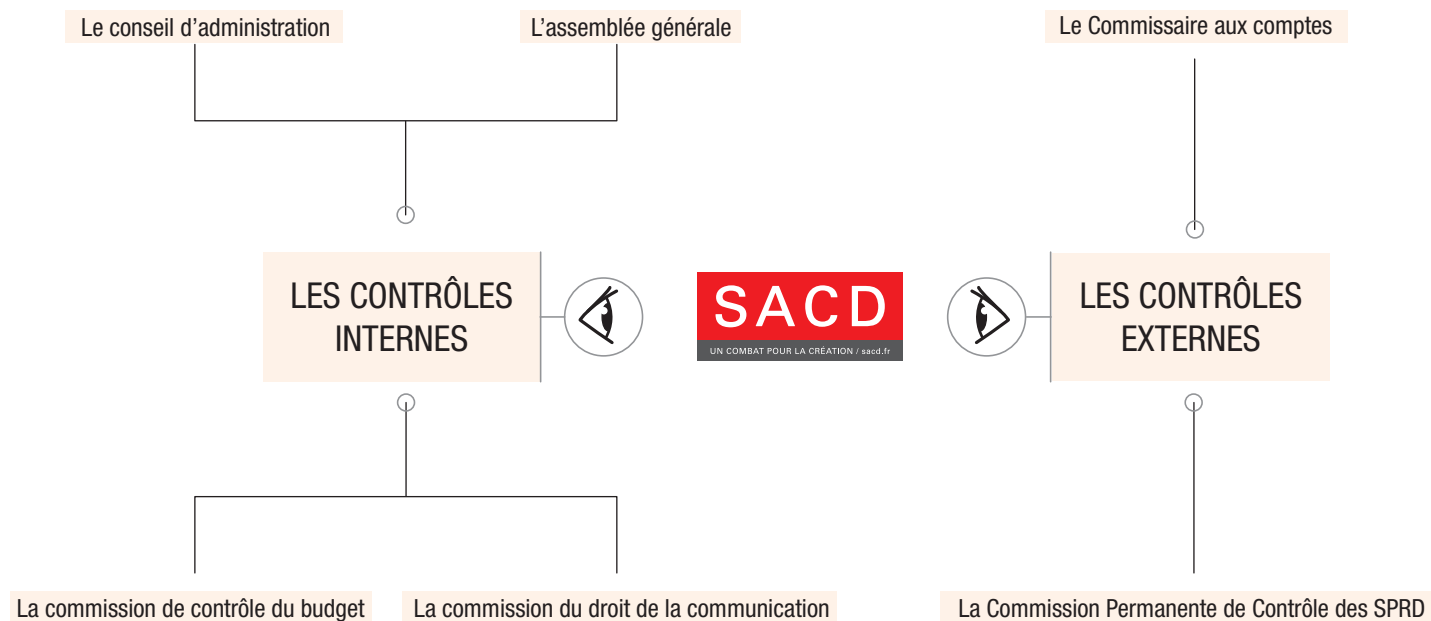 Le conseil d’administration
L’assemblée générale
Le Commissaire aux comptes
LES CONTRÔLES
INTERNES
SACD
UN COMBAT POUR LA CRÉATION / sacd.fr
LES CONTRÔLES
EXTERNES
La commission de contrôle du budget
La commission du droit de la communication
La Commission Permanente de Contrôle des SPRD